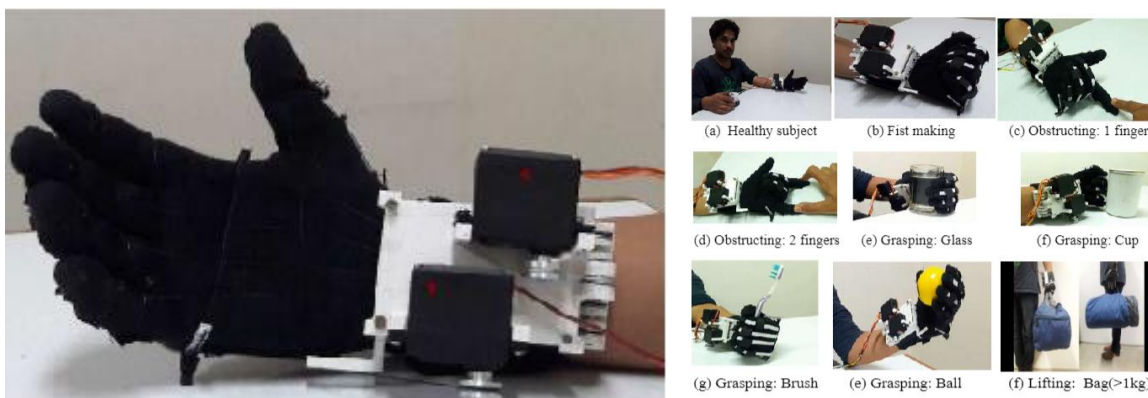 (a) Healthy subject
(b) Fist making
(c) Obstructing: 1 finger
(d) Obstructing: 2 fingers
(e) Grasping: Glass
(f) Grasping: Cup
(g) Grasping: Brush
(e) Grasping: Ball
(f) Lifting: Bag(>1kg)